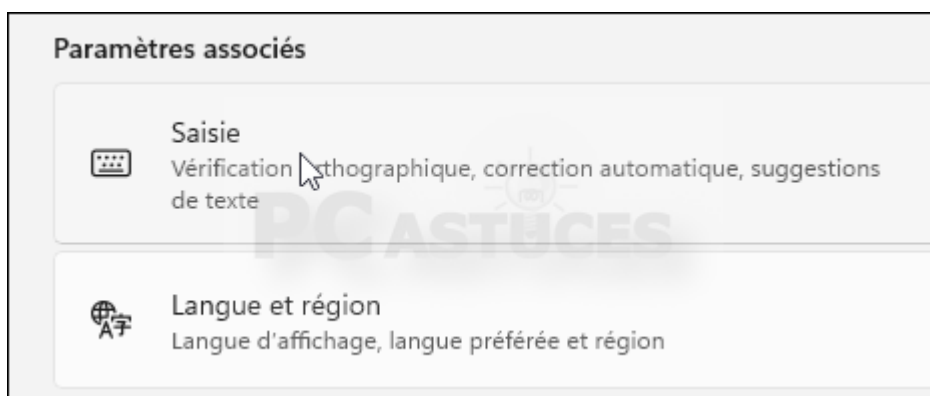 Paramètres associés
Saisie
Vérification orthographique, correction automatique, suggestions
de texte
PC ASTUCES
Langue et région
Langue d'affichage, langue préférée et région